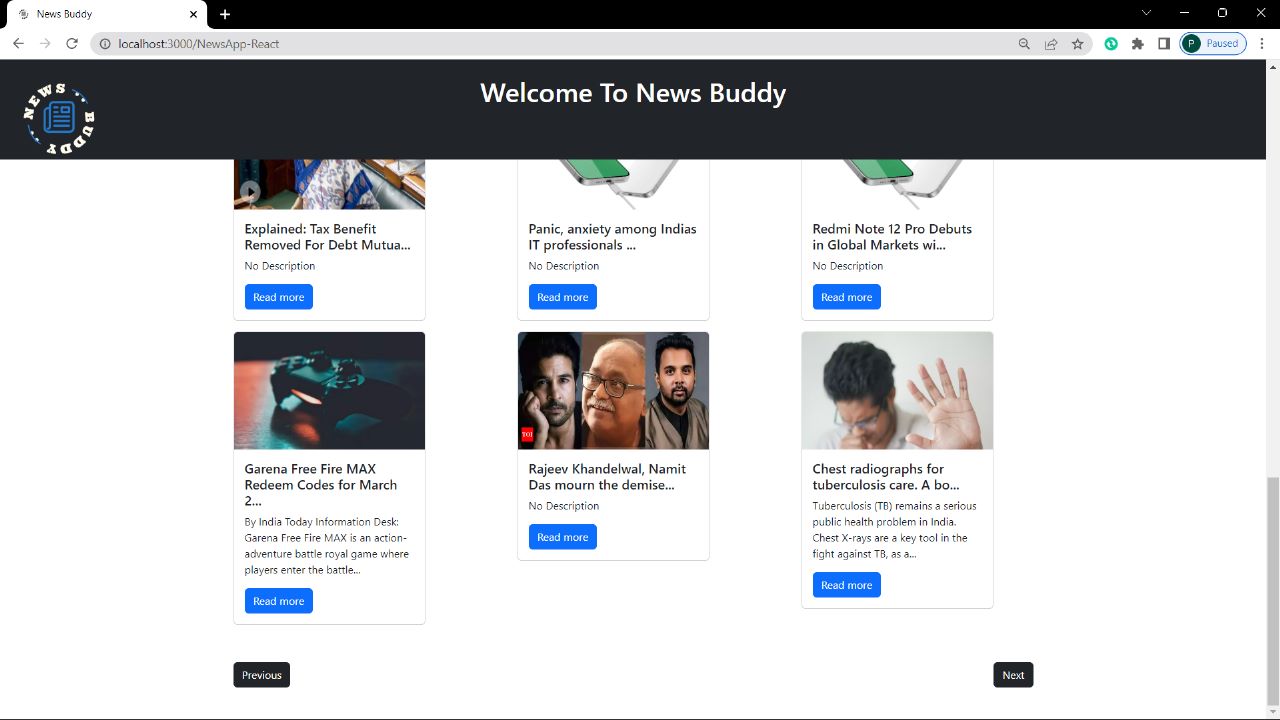 News Buddy
localhost:3000/NewsApp-React
P Paused
NEWS BUDDY
Welcome To News Buddy
Explained: Tax Benefit
Removed For Debt Mutua...
No Description
Read more
Panic, anxiety among Indias
IT professionals ...
No Description
Read more
Redmi Note 12 Pro Debuts
in Global Markets wi...
No Description
Read more
Garena Free Fire MAX
Redeem Codes for March
2...
By India Today Information Desk:
Garena Free Fire MAX is an action-
adventure battle royal game where
players enter the battle...
Read more
TOI
Rajeev Khandelwal, Namit
Das mourn the demise...
No Description
Read more
Chest radiographs for
tuberculosis care. A bo...
Tuberculosis (TB) remains a serious
public health problem in India.
Chest X-rays are a key tool in the
fight against TB, as a...
Read more
Previous
Next